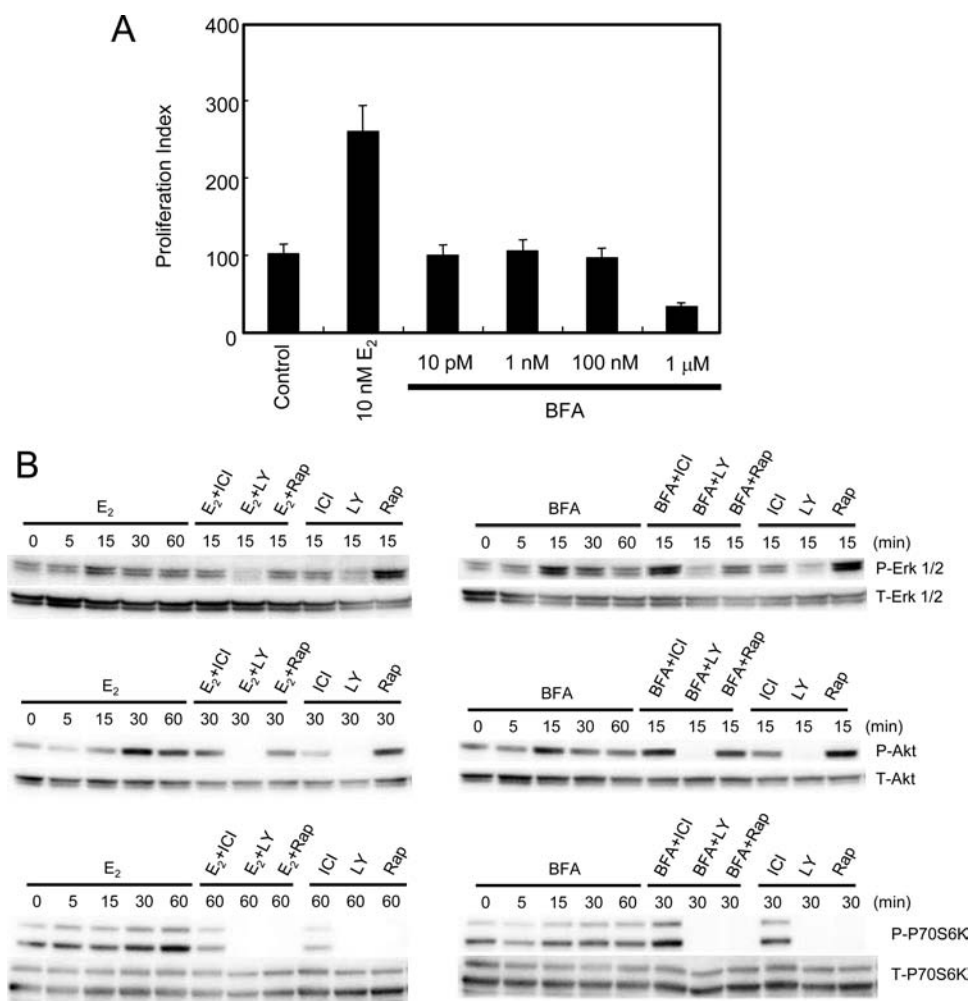 A
400
300
200
100
0
Proliferation Index
Control
10 nM E₂
10 pM 1 nM 100 nM 1 µM
BFA
B
E₂ E₂+ICI E₂+LY E₂+Rap ICI LY Rap
0 5 15 30 60 15 15 15 15 15 15
BFA BFA+ICI BFA+LY BFA+Rap ICI LY Rap
0 5 15 30 60 15 15 15 15 15 15 (min)
P-Erk 1/2
T-Erk 1/2
E₂ E₂+ICI E₂+LY E₂+Rap ICI LY Rap
0 5 15 30 60 30 30 30 30 30 30
BFA BFA+ICI BFA+LY BFA+Rap ICI LY Rap
0 5 15 30 60 15 15 15 15 15 15 (min)
P-Akt
T-Akt
E₂ E₂+ICI E₂+LY E₂+Rap ICI LY Rap
0 5 15 30 60 60 60 60 60 60 60
BFA BFA+ICI BFA+LY BFA+Rap ICI LY Rap
0 5 15 30 60 30 30 30 30 30 30 (min)
P-P70S6K
T-P70S6K